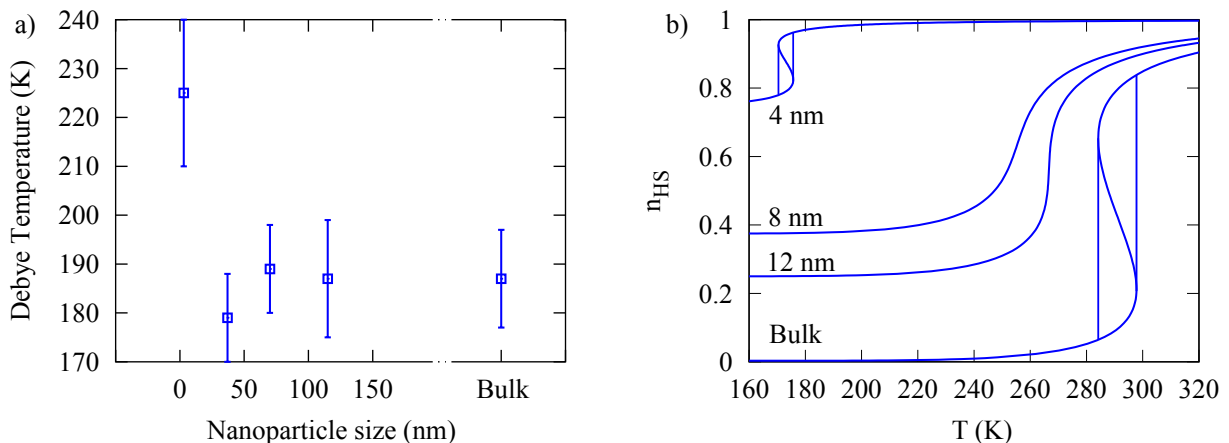 a)
Debye Temperature (K)
240
230
220
210
200
190
180
170
0
50
100
150
Bulk
Nanoparticle size (nm)
b)
n_HS
1
0.8
0.6
0.4
0.2
0
4 nm
8 nm
12 nm
Bulk
160
180
200
220
240
260
280
300
320
T (K)